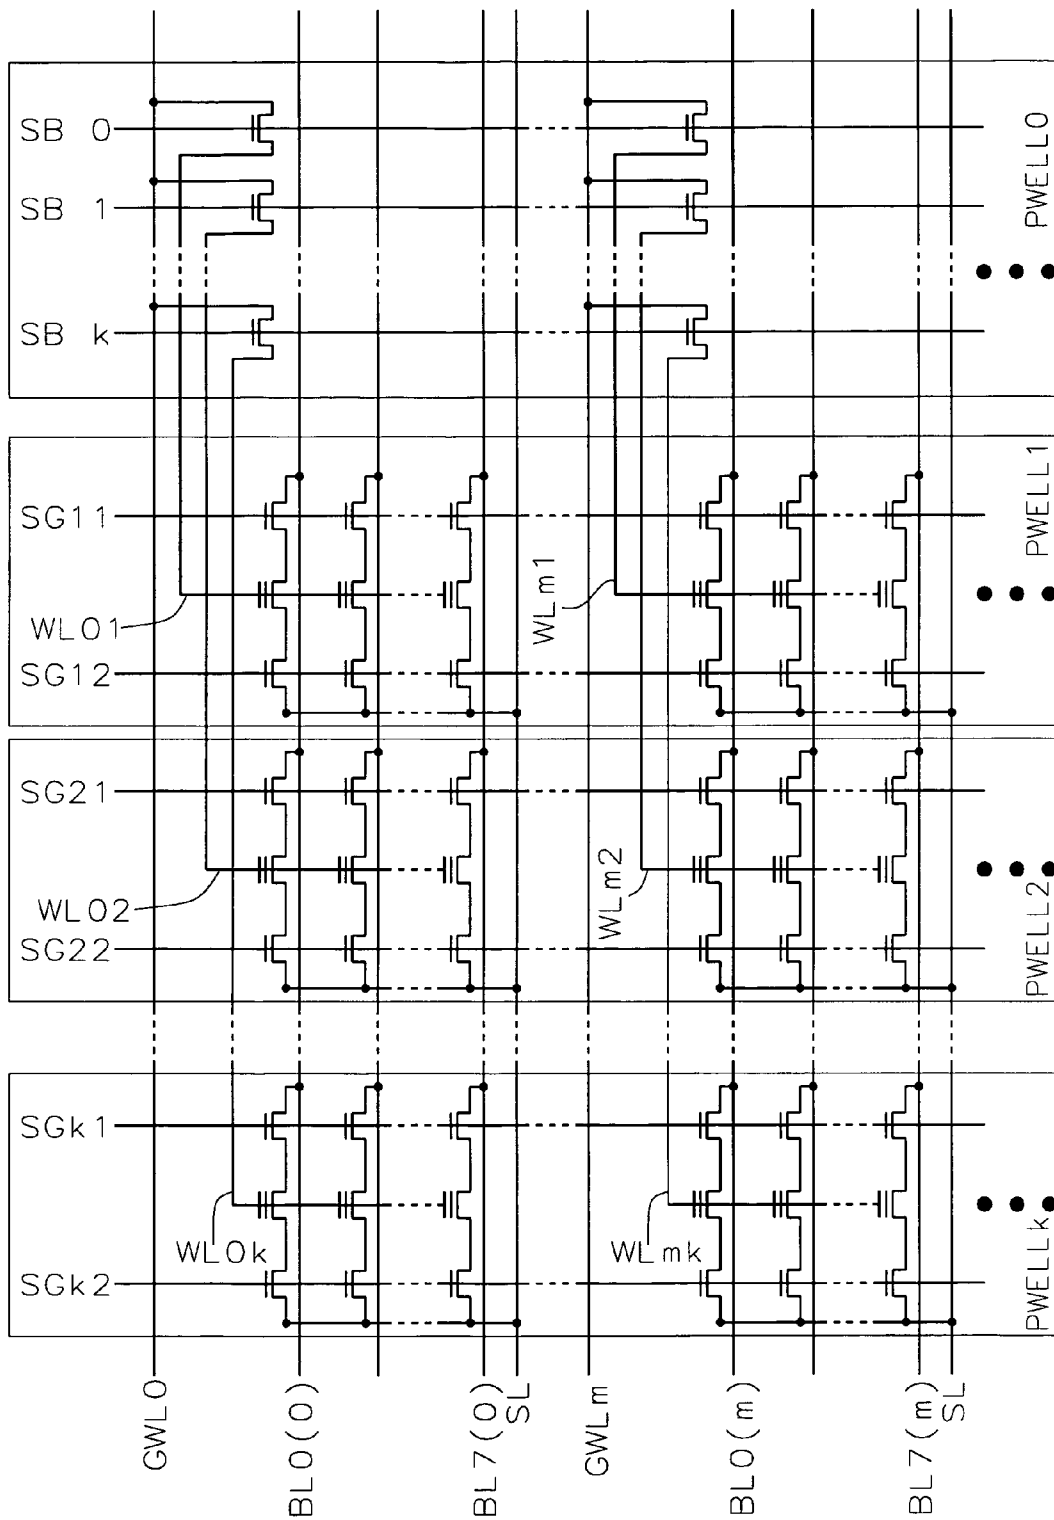 SB 0
SB 1
SB k
PWELL0
SG11
WL01
SG12
WLm1
PWELL1
SG21
WL02
SG22
WLm2
PWELL2
SGk1
WL0k
SGk2
WLmk
PWELLk
GWL0
BL0(0)
BL7(0)
SL
GWLm
BL0(m)
BL7(m)
SL